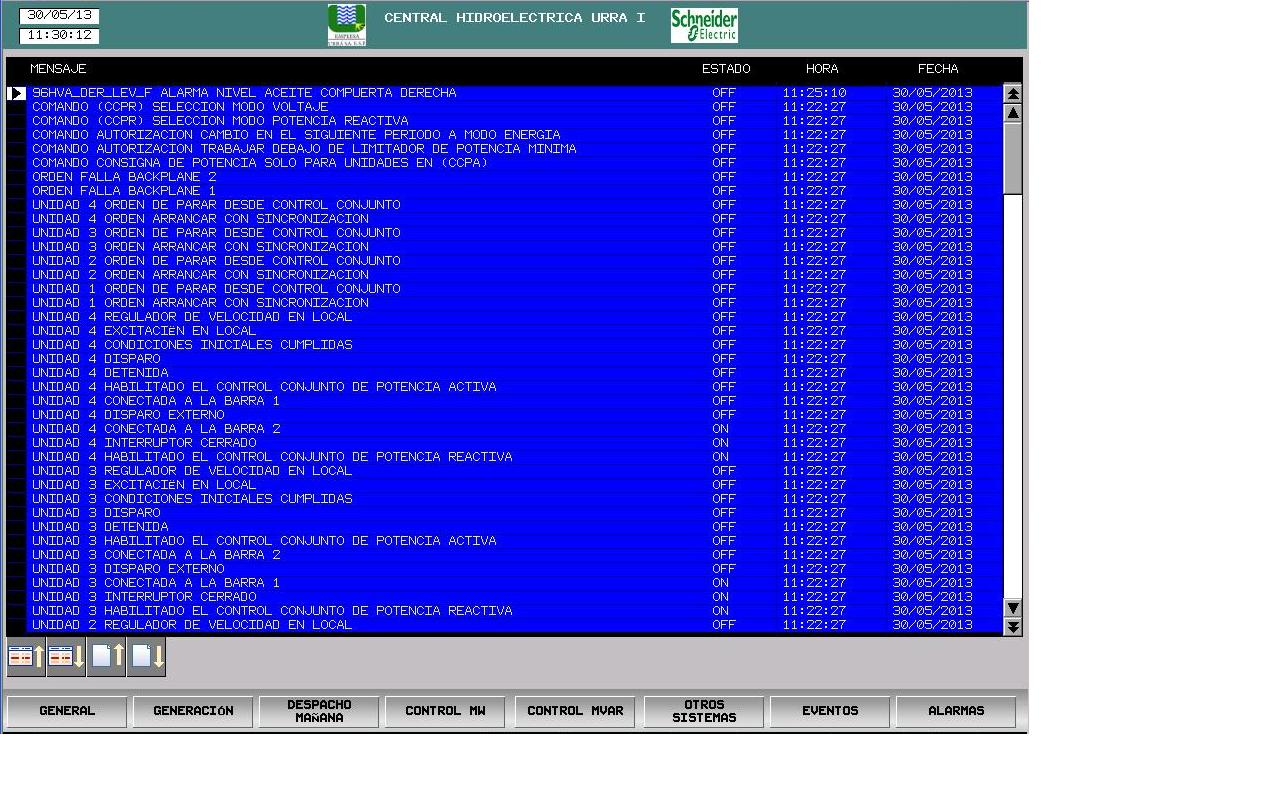 30/05/13
11:30:12
EMPRESA
URRÁ S.A. E.S.P.
CENTRAL HIDROELECTRICA URRA I
Schneider
Electric
MENSAJE ESTADO HORA FECHA
96HVA_DER_LEV_F ALARMA NIVEL ACEITE COMPUERTA DERECHA OFF 11:25:10 30/05/2013
COMANDO (CCPR) SELECCION MODO VOLTAJE OFF 11:22:27 30/05/2013
COMANDO (CCPR) SELECCION MODO POTENCIA REACTIVA OFF 11:22:27 30/05/2013
COMANDO AUTORIZACION CAMBIO EN EL SIGUIENTE PERIODO A MODO ENERGIA OFF 11:22:27 30/05/2013
COMANDO AUTORIZACION TRABAJAR DEBAJO DE LIMITADOR DE POTENCIA MINIMA OFF 11:22:27 30/05/2013
COMANDO CONSIGNA DE POTENCIA SOLO PARA UNIDADES EN (CCPA) OFF 11:22:27 30/05/2013
ORDEN FALLA BACKPLANE 2 OFF 11:22:27 30/05/2013
ORDEN FALLA BACKPLANE 1 OFF 11:22:27 30/05/2013
UNIDAD 4 ORDEN DE PARAR DESDE CONTROL CONJUNTO OFF 11:22:27 30/05/2013
UNIDAD 4 ORDEN ARRANCAR CON SINCRONIZACION OFF 11:22:27 30/05/2013
UNIDAD 3 ORDEN DE PARAR DESDE CONTROL CONJUNTO OFF 11:22:27 30/05/2013
UNIDAD 3 ORDEN ARRANCAR CON SINCRONIZACION OFF 11:22:27 30/05/2013
UNIDAD 2 ORDEN DE PARAR DESDE CONTROL CONJUNTO OFF 11:22:27 30/05/2013
UNIDAD 2 ORDEN ARRANCAR CON SINCRONIZACION OFF 11:22:27 30/05/2013
UNIDAD 1 ORDEN DE PARAR DESDE CONTROL CONJUNTO OFF 11:22:27 30/05/2013
UNIDAD 1 ORDEN ARRANCAR CON SINCRONIZACION OFF 11:22:27 30/05/2013
UNIDAD 4 REGULADOR DE VELOCIDAD EN LOCAL OFF 11:22:27 30/05/2013
UNIDAD 4 EXCITACIËN EN LOCAL OFF 11:22:27 30/05/2013
UNIDAD 4 CONDICIONES INICIALES CUMPLIDAS OFF 11:22:27 30/05/2013
UNIDAD 4 DISPARO OFF 11:22:27 30/05/2013
UNIDAD 4 DETENIDA OFF 11:22:27 30/05/2013
UNIDAD 4 HABILITADO EL CONTROL CONJUNTO DE POTENCIA ACTIVA OFF 11:22:27 30/05/2013
UNIDAD 4 CONECTADA A LA BARRA 1 OFF 11:22:27 30/05/2013
UNIDAD 4 DISPARO EXTERNO OFF 11:22:27 30/05/2013
UNIDAD 4 CONECTADA A LA BARRA 2 ON 11:22:27 30/05/2013
UNIDAD 4 INTERRUPTOR CERRADO ON 11:22:27 30/05/2013
UNIDAD 4 HABILITADO EL CONTROL CONJUNTO DE POTENCIA REACTIVA ON 11:22:27 30/05/2013
UNIDAD 3 REGULADOR DE VELOCIDAD EN LOCAL OFF 11:22:27 30/05/2013
UNIDAD 3 EXCITACIËN EN LOCAL OFF 11:22:27 30/05/2013
UNIDAD 3 CONDICIONES INICIALES CUMPLIDAS OFF 11:22:27 30/05/2013
UNIDAD 3 DISPARO OFF 11:22:27 30/05/2013
UNIDAD 3 DETENIDA OFF 11:22:27 30/05/2013
UNIDAD 3 HABILITADO EL CONTROL CONJUNTO DE POTENCIA ACTIVA OFF 11:22:27 30/05/2013
UNIDAD 3 CONECTADA A LA BARRA 2 OFF 11:22:27 30/05/2013
UNIDAD 3 DISPARO EXTERNO OFF 11:22:27 30/05/2013
UNIDAD 3 CONECTADA A LA BARRA 1 ON 11:22:27 30/05/2013
UNIDAD 3 INTERRUPTOR CERRADO ON 11:22:27 30/05/2013
UNIDAD 3 HABILITADO EL CONTROL CONJUNTO DE POTENCIA REACTIVA ON 11:22:27 30/05/2013
UNIDAD 2 REGULADOR DE VELOCIDAD EN LOCAL OFF 11:22:27 30/05/2013
GENERAL GENERACIÓN DESPACHO MAÑANA CONTROL MW CONTROL MVAR OTROS SISTEMAS EVENTOS ALARMAS